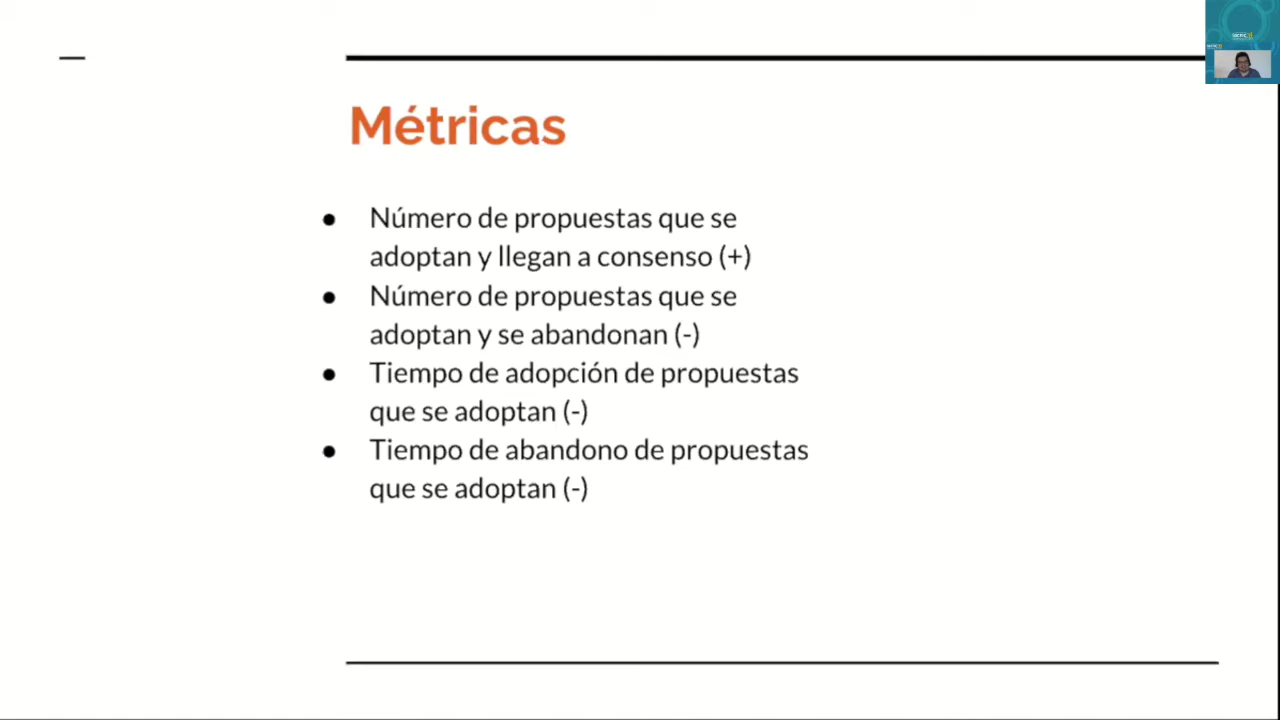 Métricas
● Número de propuestas que se
adoptan y llegan a consenso (+)
● Número de propuestas que se
adoptan y se abandonan (-)
● Tiempo de adopción de propuestas
que se adoptan (-)
● Tiempo de abandono de propuestas
que se adoptan (-)